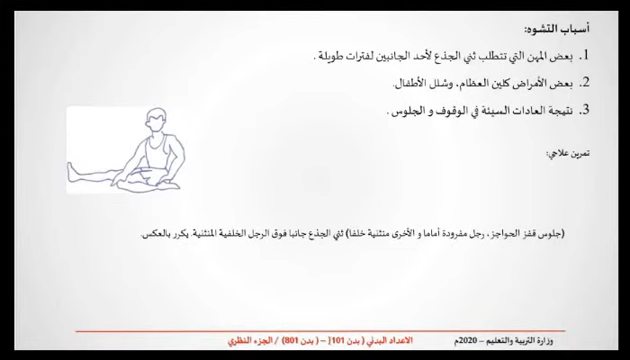 أسباب التشوه:
1. بعض المهن التي تتطلب ثني الجذع لأحد الجانبين لفترات طويلة .
2. بعض الأمراض كلين العظام، وشلل الأطفال.
3. نتهجة العادات السيئة في الوقوف و الجلوس .
تمرين علاجي:
(جلوس قفز الحواجز ، رجل مفرودة أماما و الأخرى منثنية خلفا) ثني الجذع جانبا فوق الرجل الخلفية المنثنية. يكرر بالعكس.
وزارة التربية والتعليم – 2020م
الاعداد البدني ( بدن 101[ – ( بدن 801) / الجزء النظري